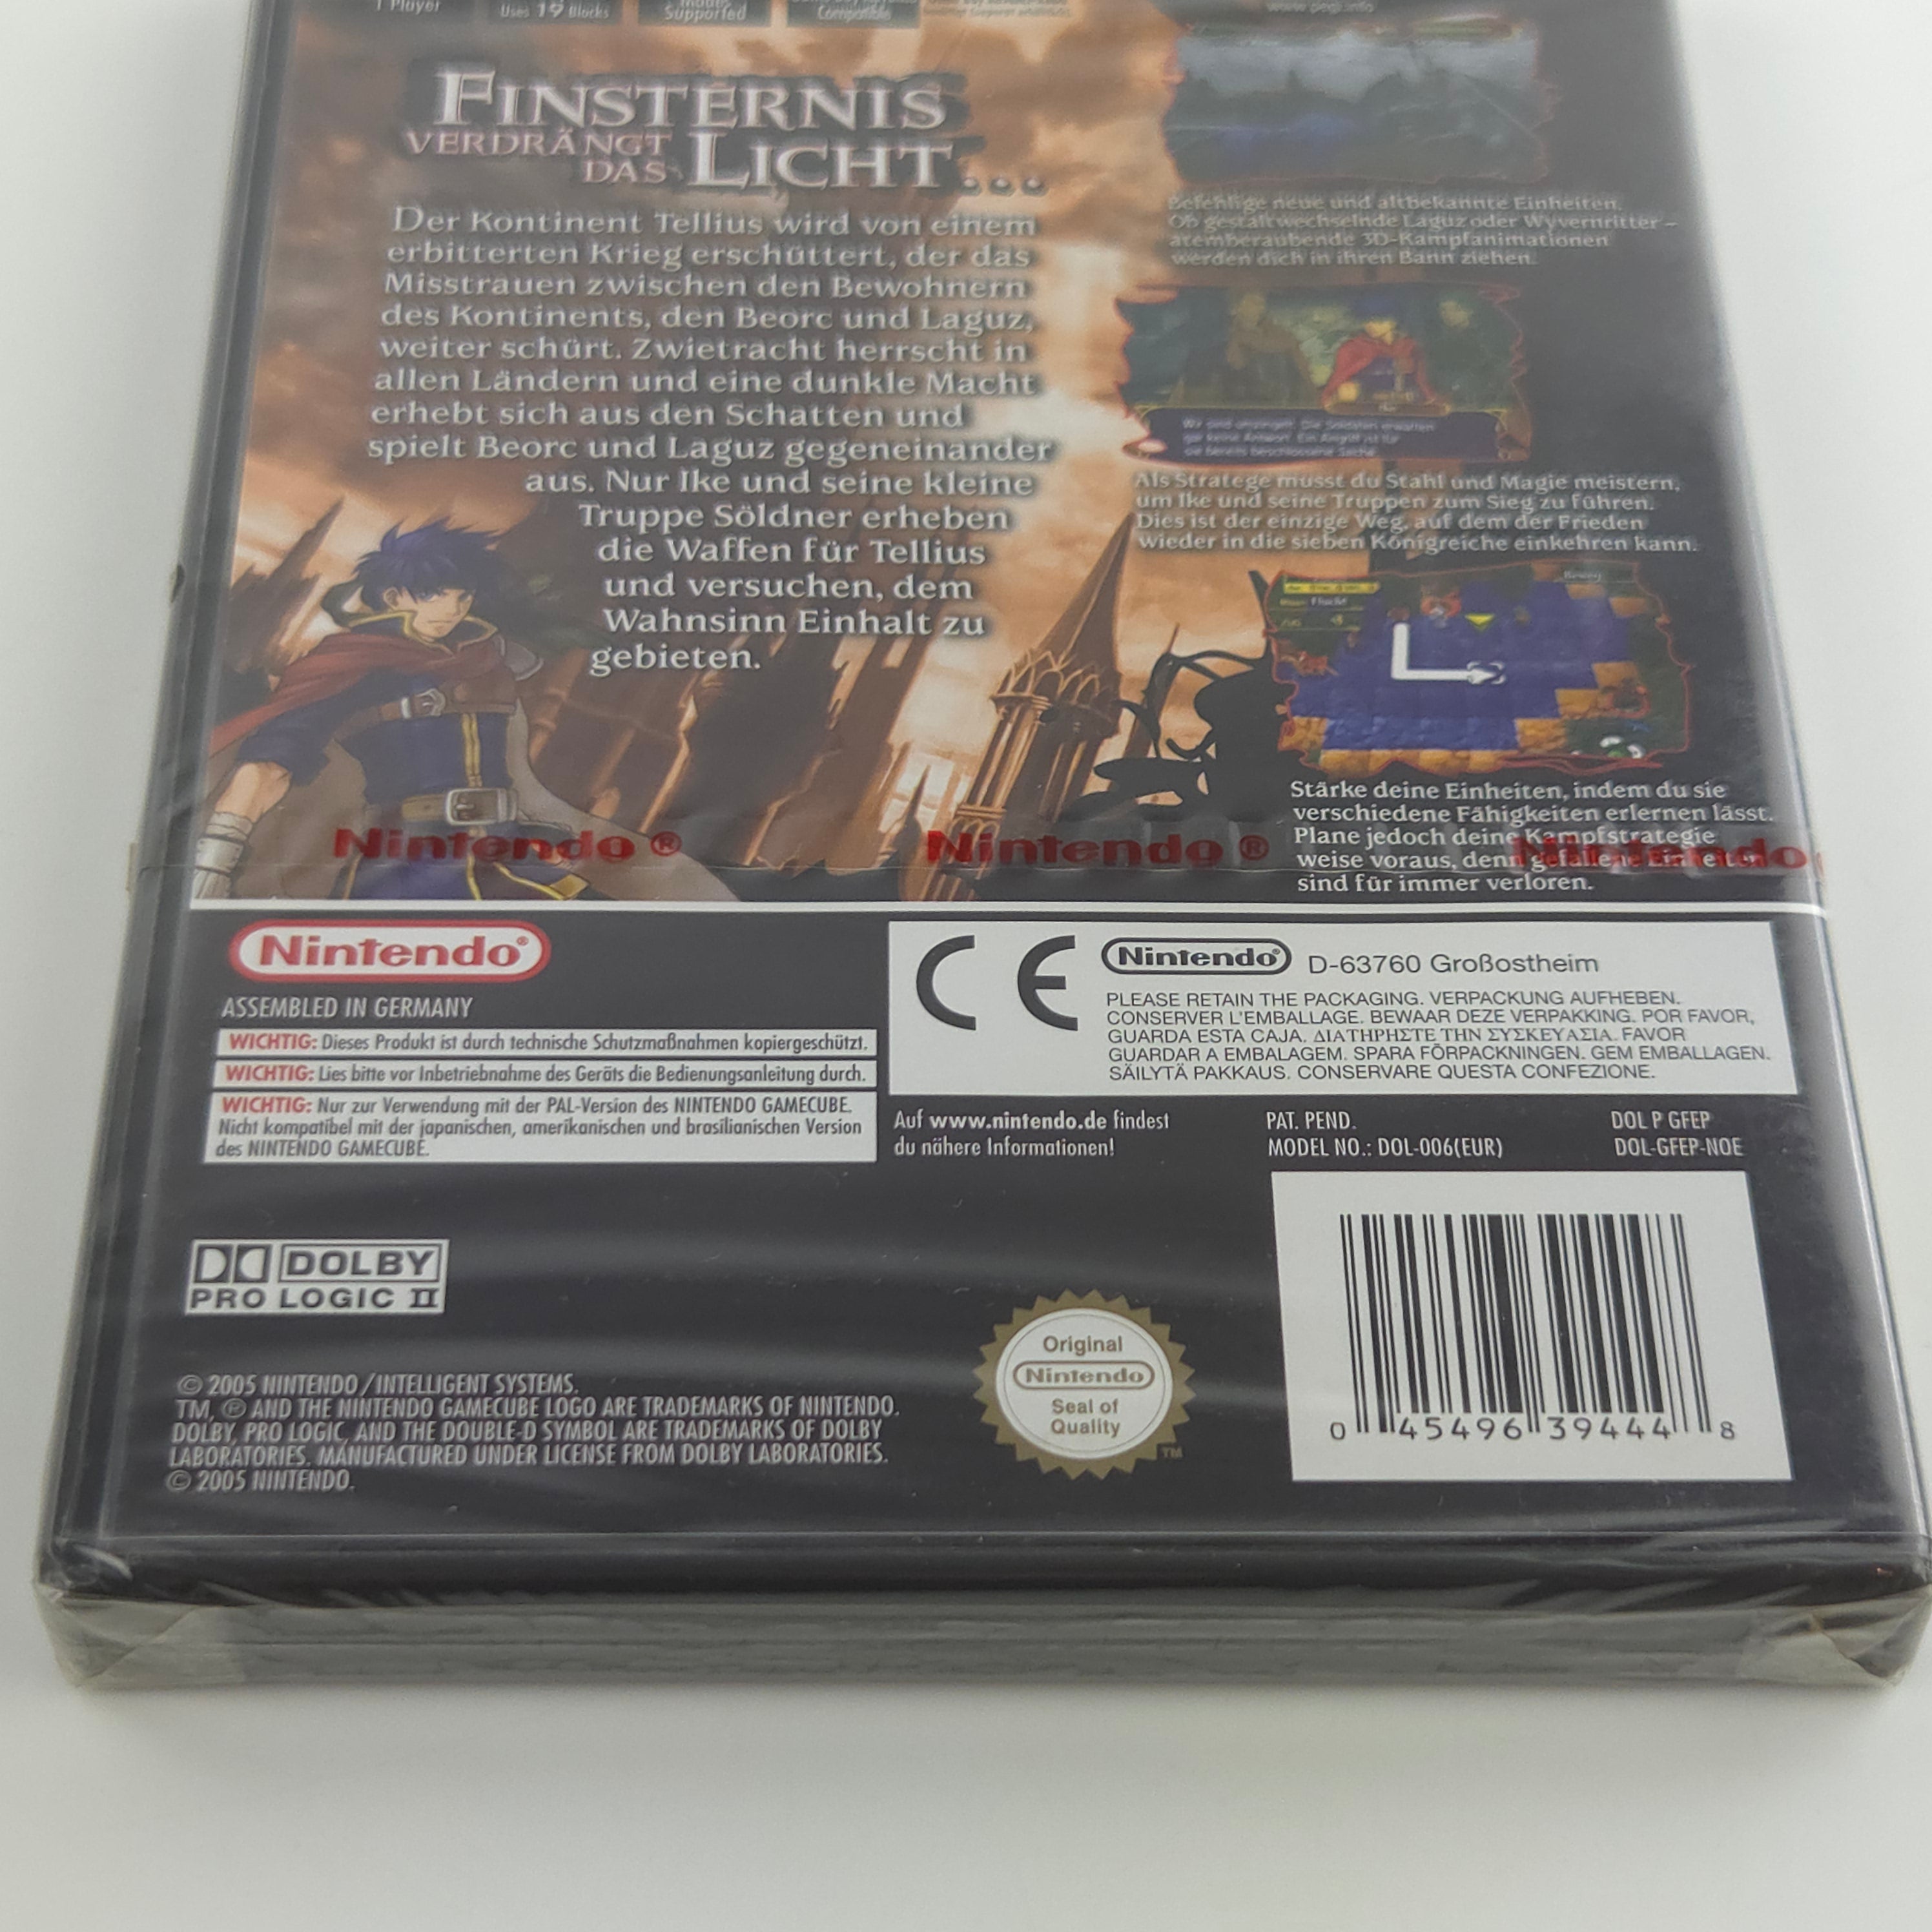 1 Player
Uses 19 Blocks
Supported
Compatible
www.pegi.info
FINSTERNIS
VERDRÄNGT
DAS LICHT...
Der Kontinent Tellius wird von einem
erbitterten Krieg erschüttert, der das
Misstrauen zwischen den Bewohnern
des Kontinents, den Beorc und Laguz,
weiter schürt. Zwietracht herrscht in
allen Ländern und eine dunkle Macht
erhebt sich aus den Schatten und
spielt Beorc und Laguz gegeneinander
aus. Nur Ike und seine kleine
Truppe Söldner erheben
die Waffen für Tellius
und versuchen, dem
Wahnsinn Einhalt zu
gebieten.
Befehlige neue und altbekannte Einheiten.
Ob gestaltwechselnde Laguz oder Wyvernritter –
atemberaubende 3D-Kampfanimationen
werden dich in ihren Bann ziehen.
Als Stratege musst du Stahl und Magie meistern,
um Ike und seine Truppen zum Sieg zu führen.
Dies ist der einzige Weg, auf dem der Frieden
wieder in die sieben Königreiche einkehren kann.
Stärke deine Einheiten, indem du sie
verschiedene Fähigkeiten erlernen lässt.
Plane jedoch deine Kampfstrategie
weise voraus, denn gefallene Einheiten
sind für immer verloren.
Nintendo ® Nintendo ® Nintendo
Nintendo®
ASSEMBLED IN GERMANY
WICHTIG: Dieses Produkt ist durch technische Schutzmaßnahmen kopiergeschützt.
WICHTIG: Lies bitte vor Inbetriebnahme des Geräts die Bedienungsanleitung durch.
WICHTIG: Nur zur Verwendung mit der PAL-Version des NINTENDO GAMECUBE.
Nicht kompatibel mit der japanischen, amerikanischen und brasilianischen Version
des NINTENDO GAMECUBE.
CE Nintendo® D-63760 Großostheim
PLEASE RETAIN THE PACKAGING. VERPACKUNG AUFHEBEN.
CONSERVER L'EMBALLAGE. BEWAAR DEZE VERPAKKING. POR FAVOR,
GUARDA ESTA CAJA. ΔΙΑΤΗΡΗΣΤΕ ΤΗΝ ΣΥΣΚΕΥΑΣΙΑ. FAVOR
GUARDAR A EMBALAGEM. SPARA FÖRPACKNINGEN. GEM EMBALLAGEN.
SÄILYTÄ PAKKAUS. CONSERVARE QUESTA CONFEZIONE.
Auf www.nintendo.de findest
du nähere Informationen!
PAT. PEND.
MODEL NO.: DOL-006(EUR)
DOL P GFEP
DOL-GFEP-NOE
DOLBY
PRO LOGIC II
© 2005 NINTENDO/INTELLIGENT SYSTEMS.
TM, ® AND THE NINTENDO GAMECUBE LOGO ARE TRADEMARKS OF NINTENDO.
DOLBY, PRO LOGIC, AND THE DOUBLE-D SYMBOL ARE TRADEMARKS OF DOLBY
LABORATORIES. MANUFACTURED UNDER LICENSE FROM DOLBY LABORATORIES.
© 2005 NINTENDO.
Original
Nintendo®
Seal of
Quality
TM
0 45496 39444 8